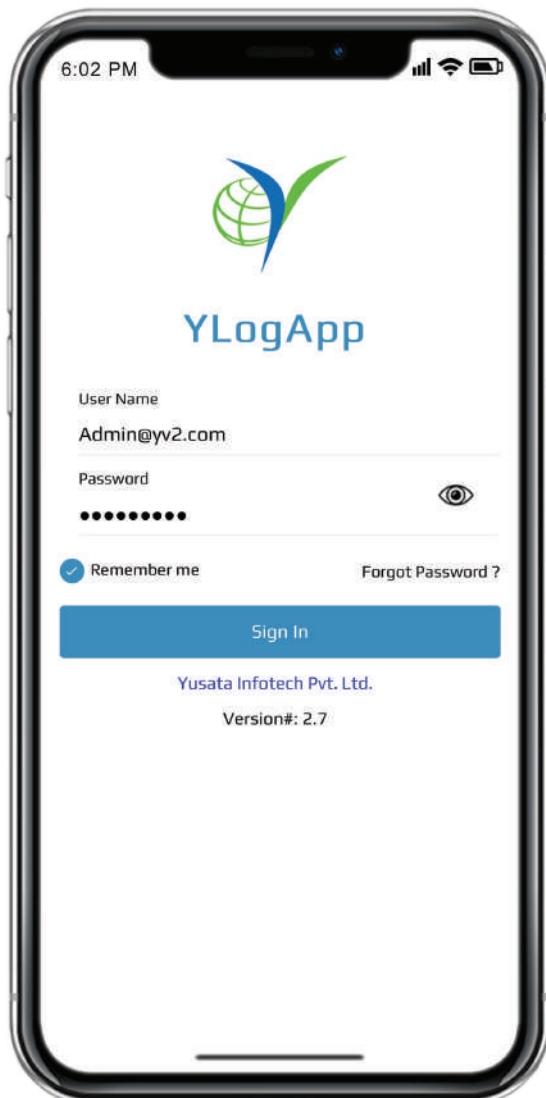 6:02 PM
YLogApp
User Name
Admin@yv2.com
Password
●●●●●●●●●
Remember me
Forgot Password ?
Sign In
Yusata Infotech Pvt. Ltd.
Version#: 2.7